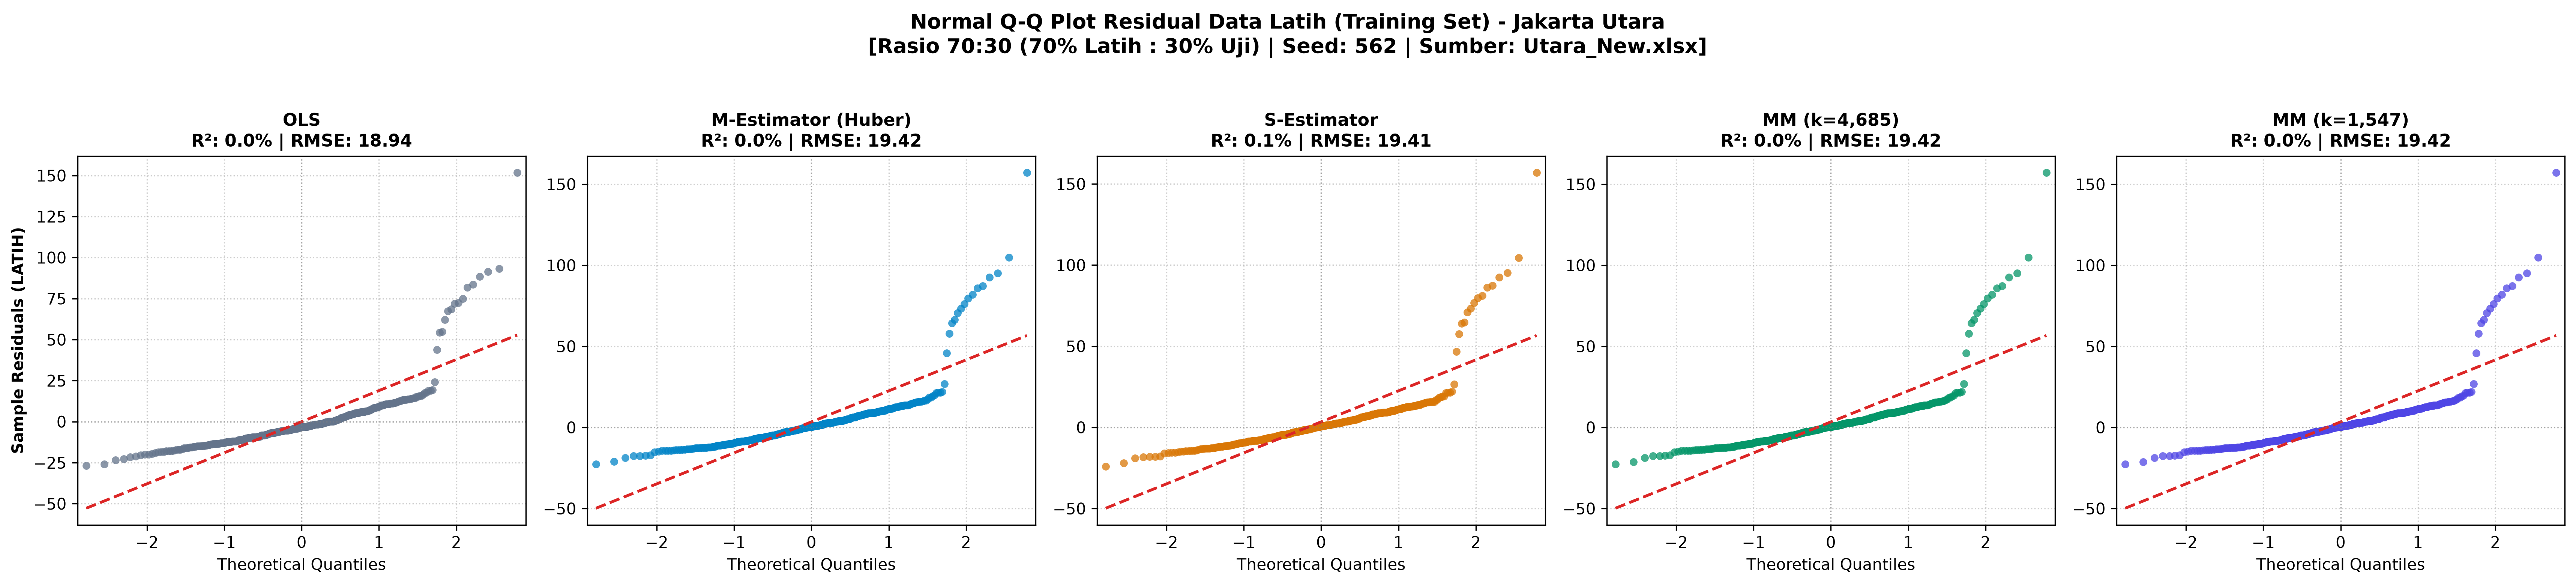 Normal Q-Q Plot Residual Data Latih (Training Set) - Jakarta Utara
[Rasio 70:30 (70% Latih : 30% Uji) | Seed: 562 | Sumber: Utara_New.xlsx]
OLS
R²: 0.0% | RMSE: 18.94
Sample Residuals (LATIH)
150
125
100
75
50
25
0
−25
−50
−2 −1 0 1 2
Theoretical Quantiles
M-Estimator (Huber)
R²: 0.0% | RMSE: 19.42
150
100
50
0
−50
−2 −1 0 1 2
Theoretical Quantiles
S-Estimator
R²: 0.1% | RMSE: 19.41
150
100
50
0
−50
−2 −1 0 1 2
Theoretical Quantiles
MM (k=4,685)
R²: 0.0% | RMSE: 19.42
150
100
50
0
−50
−2 −1 0 1 2
Theoretical Quantiles
MM (k=1,547)
R²: 0.0% | RMSE: 19.42
150
100
50
0
−50
−2 −1 0 1 2
Theoretical Quantiles